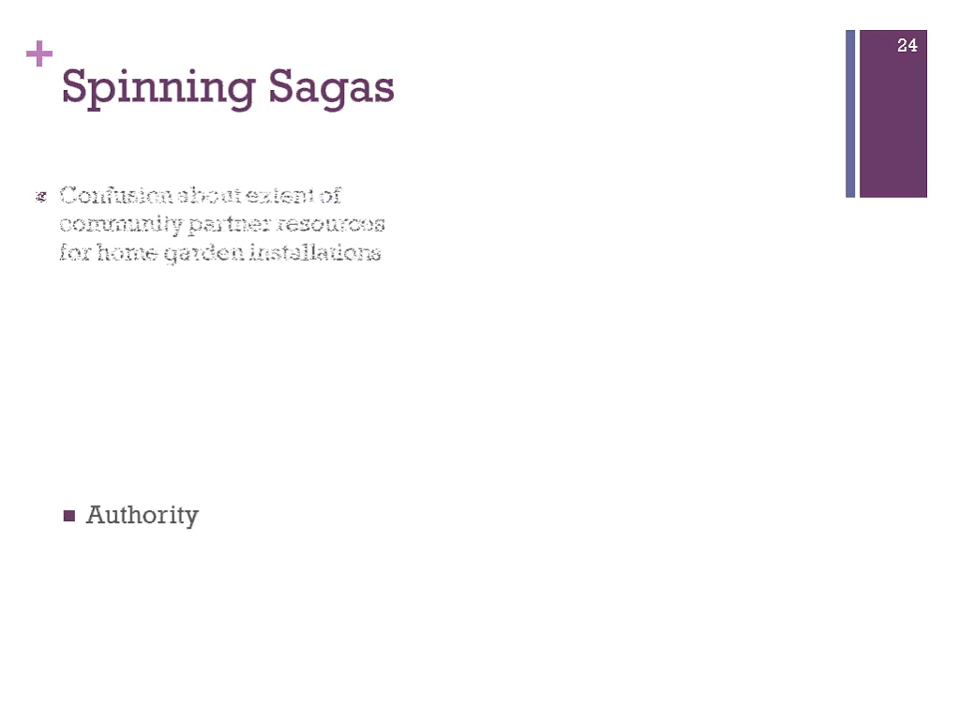 +
Spinning Sagas
24
Confusion about extent of
community partner resources
for home garden installations
Authority